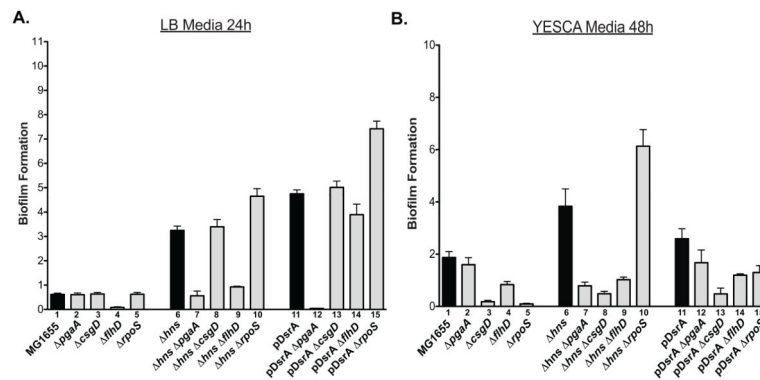 A.
LB Media 24h
Biofilm Formation
11
10
9
8
7
6
5
4
3
2
1
0
1 2 3 4 5 6 7 8 9 10 11 12 13 14 15
MG1655
ΔpgaA
ΔcsgD
ΔflhD
ΔrpoS
Δhns
Δhns ΔpgaA
Δhns ΔcsgD
Δhns ΔflhD
Δhns ΔrpoS
pDsrA
pDsrA ΔpgaA
pDsrA ΔcsgD
pDsrA ΔflhD
pDsrA ΔrpoS
B.
YESCA Media 48h
Biofilm Formation
10
8
6
4
2
0
1 2 3 4 5 6 7 8 9 10 11 12 13 14
MG1655
ΔpgaA
ΔcsgD
ΔflhD
ΔrpoS
Δhns
Δhns ΔpgaA
Δhns ΔcsgD
Δhns ΔflhD
Δhns ΔrpoS
pDsrA
pDsrA ΔpgaA
pDsrA ΔcsgD
pDsrA ΔflhD
pDsrA ΔrpoS